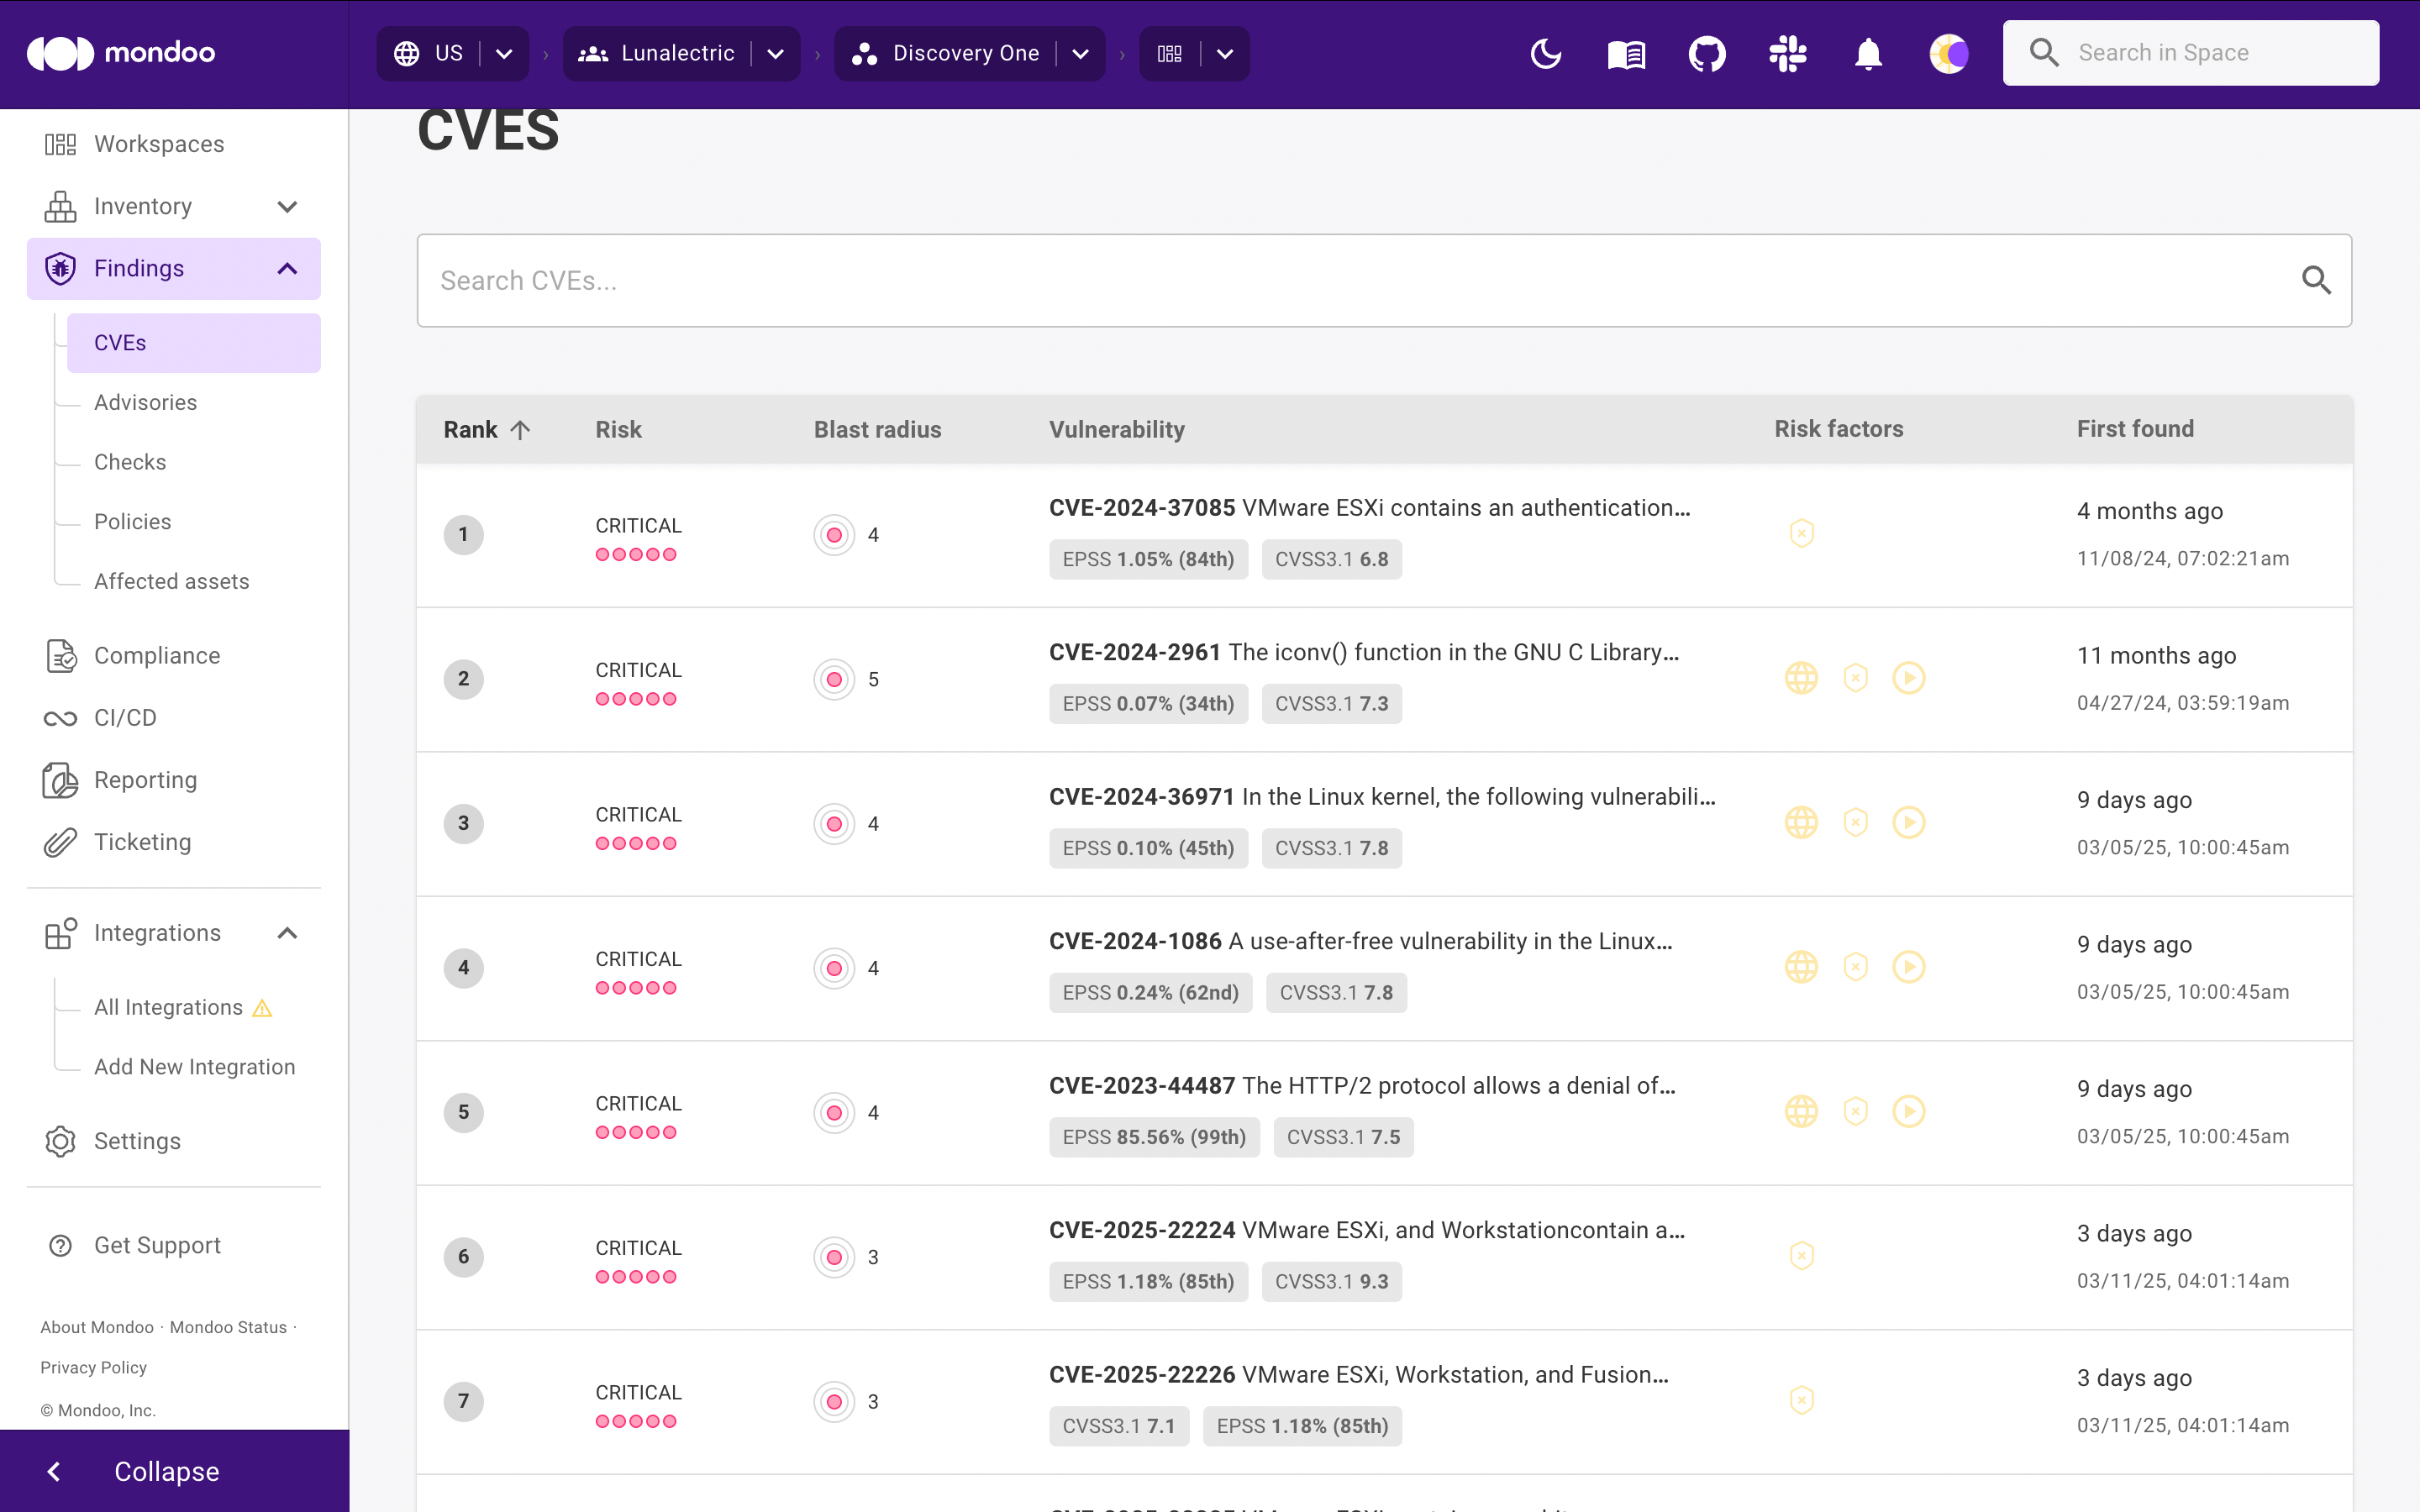 mondoo
US
Lunalectric
Discovery One
Search in Space
Workspaces
Inventory
Findings
CVEs
Advisories
Checks
Policies
Affected assets
Compliance
CI/CD
Reporting
Ticketing
Integrations
All Integrations
Add New Integration
Settings
Get Support
About Mondoo · Mondoo Status ·
Privacy Policy
© Mondoo, Inc.
Collapse
CVES
Search CVEs...
Rank Risk Blast radius Vulnerability Risk factors First found
1 CRITICAL 4 CVE-2024-37085 VMware ESXi contains an authentication... 4 months ago
EPSS 1.05% (84th) CVSS3.1 6.8 11/08/24, 07:02:21am
2 CRITICAL 5 CVE-2024-2961 The iconv() function in the GNU C Library... 11 months ago
EPSS 0.07% (34th) CVSS3.1 7.3 04/27/24, 03:59:19am
3 CRITICAL 4 CVE-2024-36971 In the Linux kernel, the following vulnerabili... 9 days ago
EPSS 0.10% (45th) CVSS3.1 7.8 03/05/25, 10:00:45am
4 CRITICAL 4 CVE-2024-1086 A use-after-free vulnerability in the Linux... 9 days ago
EPSS 0.24% (62nd) CVSS3.1 7.8 03/05/25, 10:00:45am
5 CRITICAL 4 CVE-2023-44487 The HTTP/2 protocol allows a denial of... 9 days ago
EPSS 85.56% (99th) CVSS3.1 7.5 03/05/25, 10:00:45am
6 CRITICAL 3 CVE-2025-22224 VMware ESXi, and Workstationcontain a... 3 days ago
EPSS 1.18% (85th) CVSS3.1 9.3 03/11/25, 04:01:14am
7 CRITICAL 3 CVE-2025-22226 VMware ESXi, Workstation, and Fusion... 3 days ago
CVSS3.1 7.1 EPSS 1.18% (85th) 03/11/25, 04:01:14am